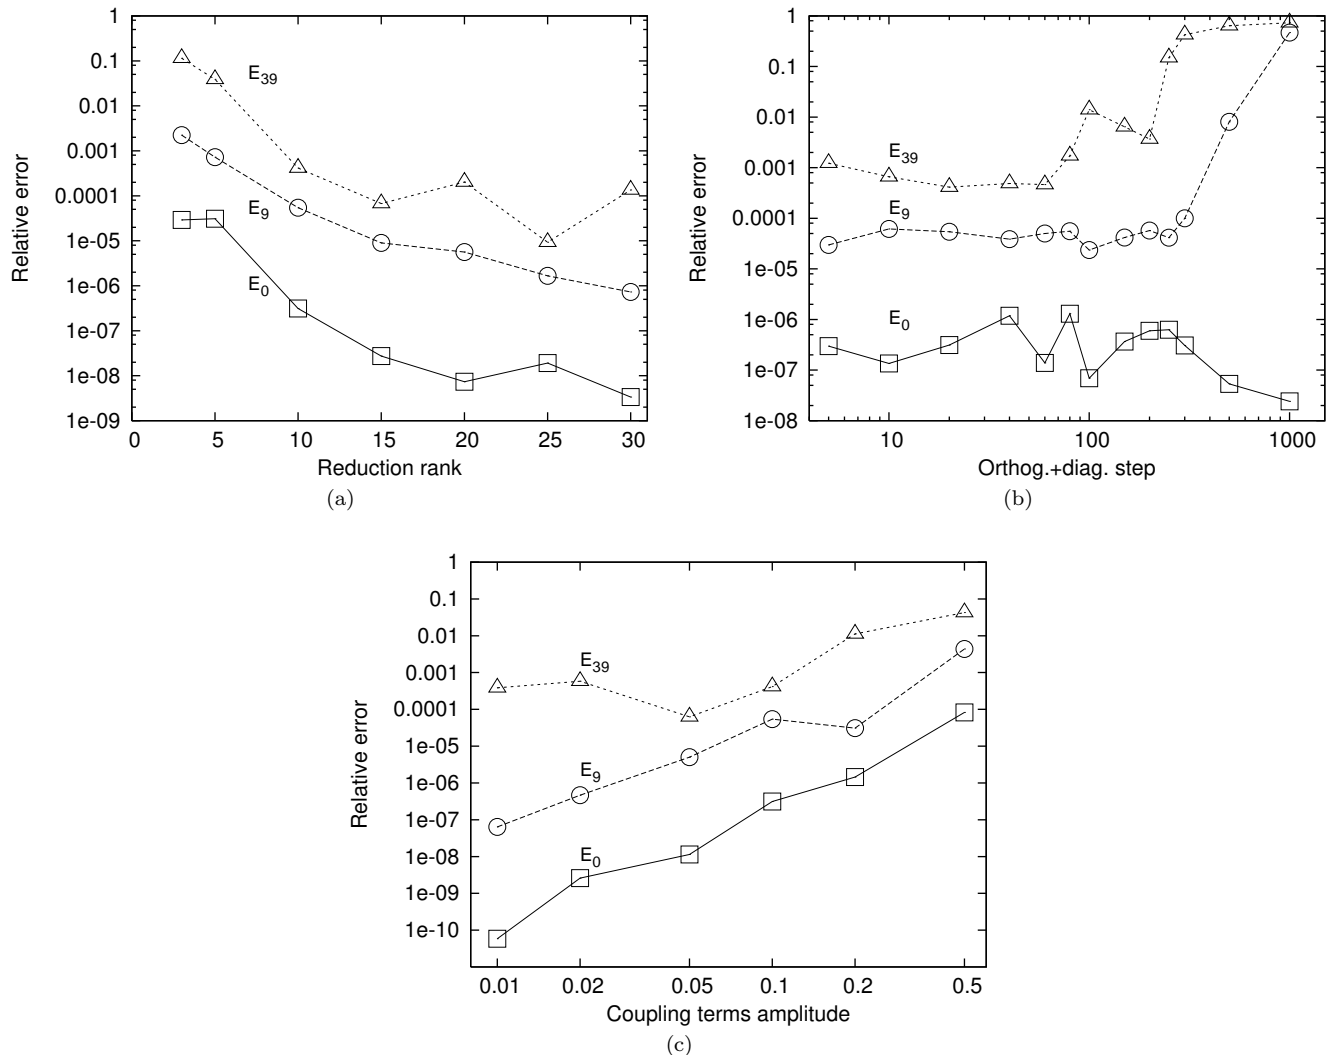 1
0.1
0.01
0.001
0.0001
1e-05
1e-06
1e-07
1e-08
1e-09
Relative error
E39
E9
E0
0 5 10 15 20 25 30
Reduction rank
(a)
1
0.1
0.01
0.001
0.0001
1e-05
1e-06
1e-07
1e-08
Relative error
E39
E9
E0
10 100 1000
Orthog.+diag. step
(b)
1
0.1
0.01
0.001
0.0001
1e-05
1e-06
1e-07
1e-08
1e-09
1e-10
Relative error
E39
E9
E0
0.01 0.02 0.05 0.1 0.2 0.5
Coupling terms amplitude
(c)